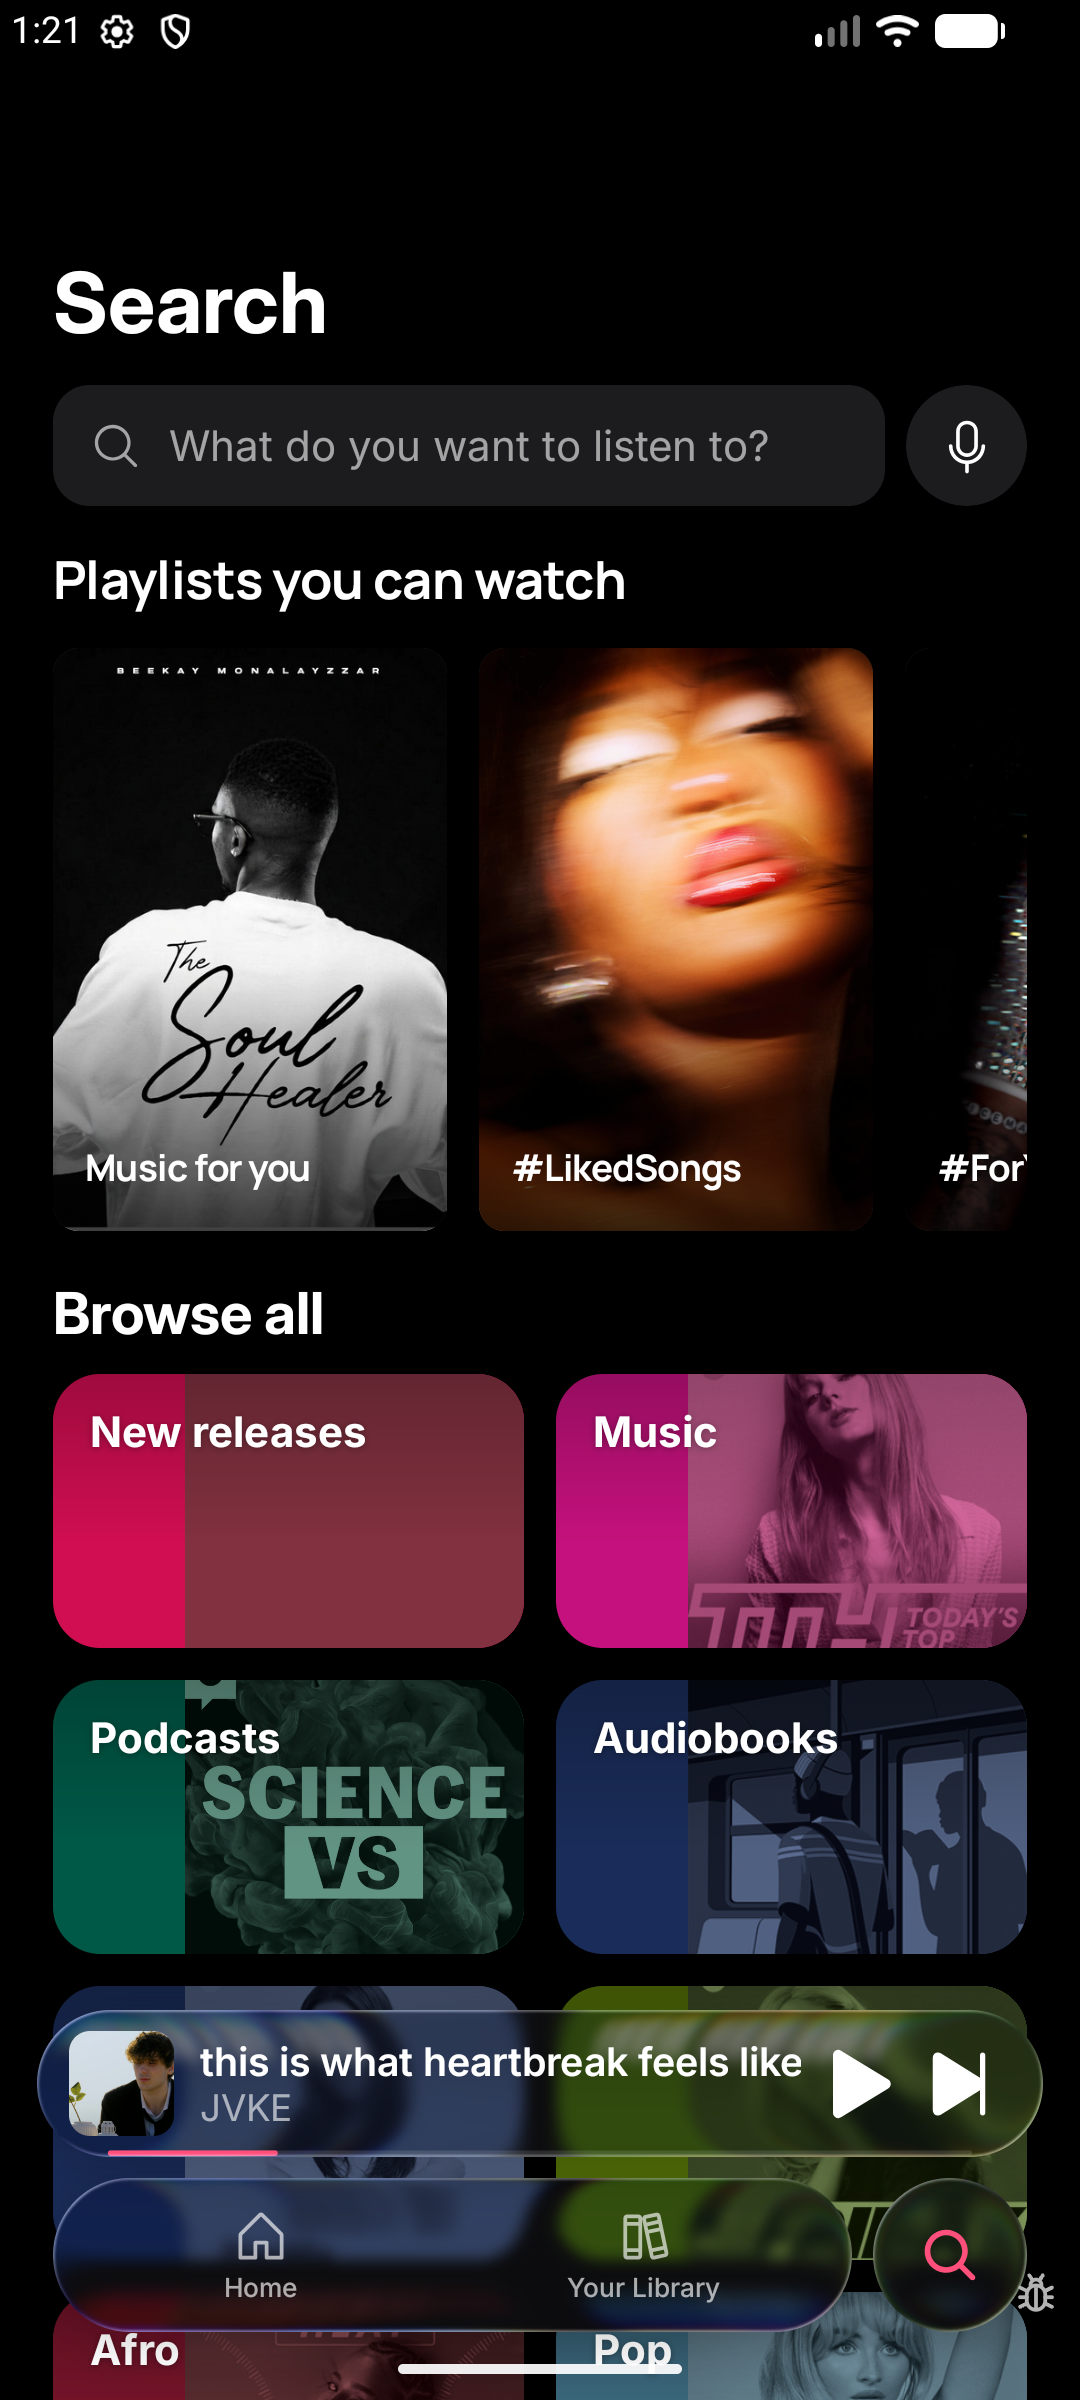 1:21
Search
What do you want to listen to?
Playlists you can watch
BEEKAY MONALAYZZAR
The
Soul
Healer
Music for you
#LikedSongs
#For
Browse all
New releases
Music
TODAY'S
TOP
Podcasts
SCIENCE
VS
Audiobooks
this is what heartbreak feels like
JVKE
Home
Your Library
Afro
Pop